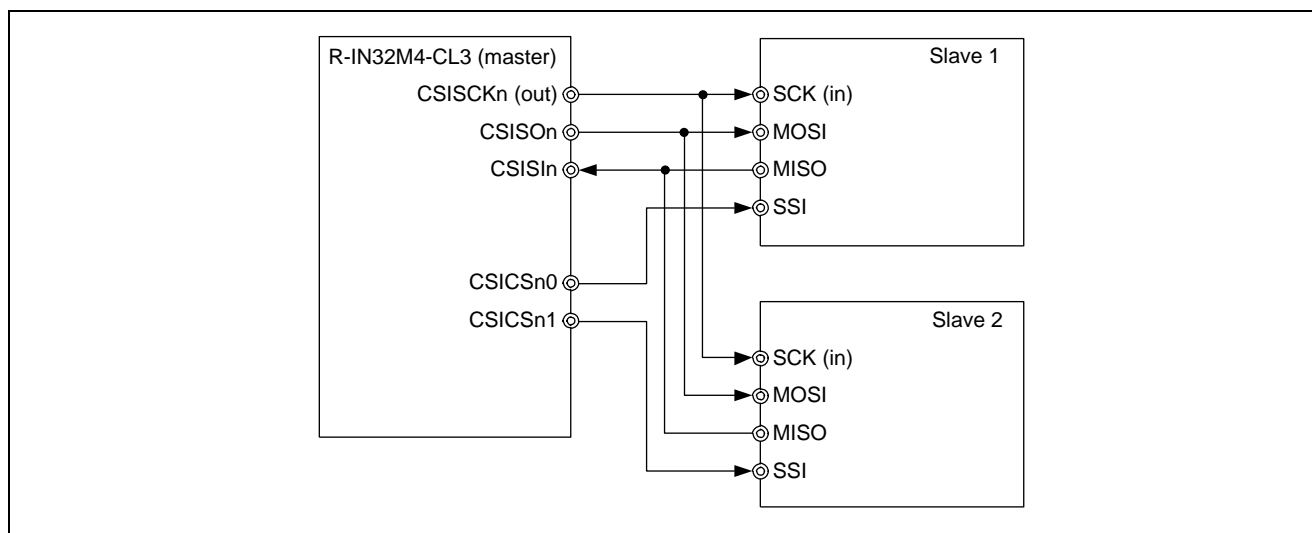 R-IN32M4-CL3 (master)
CSISCKn (out)
CSISOn
CSISIn
CSICSn0
CSICSn1
Slave 1
SCK (in)
MOSI
MISO
SSI
Slave 2
SCK (in)
MOSI
MISO
SSI